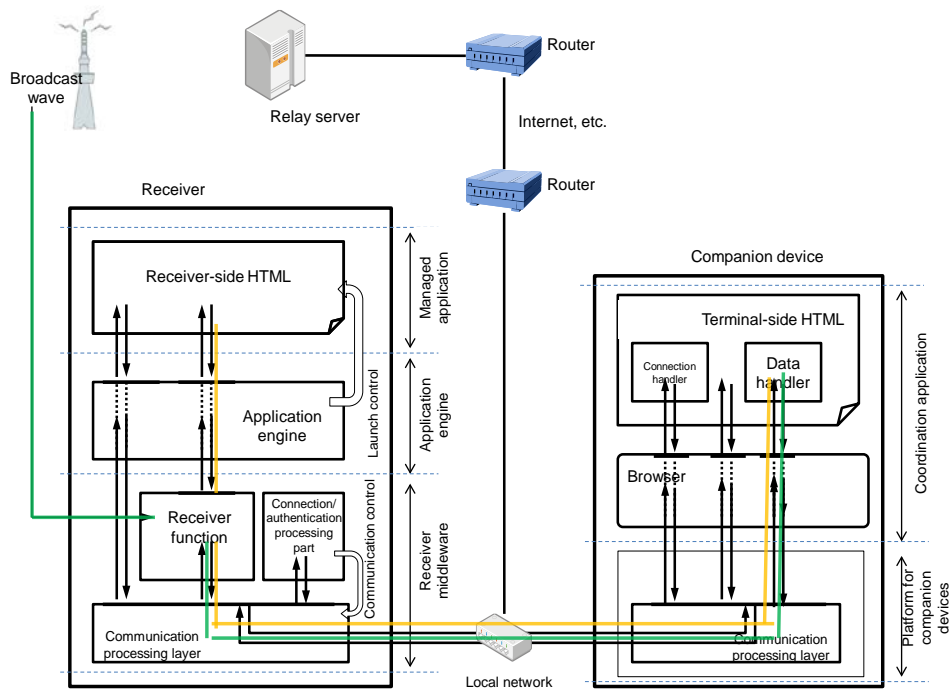 Broadcast
wave
Router
Relay server
Internet, etc.
Router
Receiver
Receiver-side HTML
Managed
application
Launch control
Application
engine
Application
engine
Receiver
function
Connection/
authentication
processing
part
Communication control
Receiver
middleware
Communication
processing layer
Local network
Companion device
Terminal-side HTML
Connection
handler
Data
handler
Browser
Coordination application
Communication
processing layer
Platform for
companion
devices